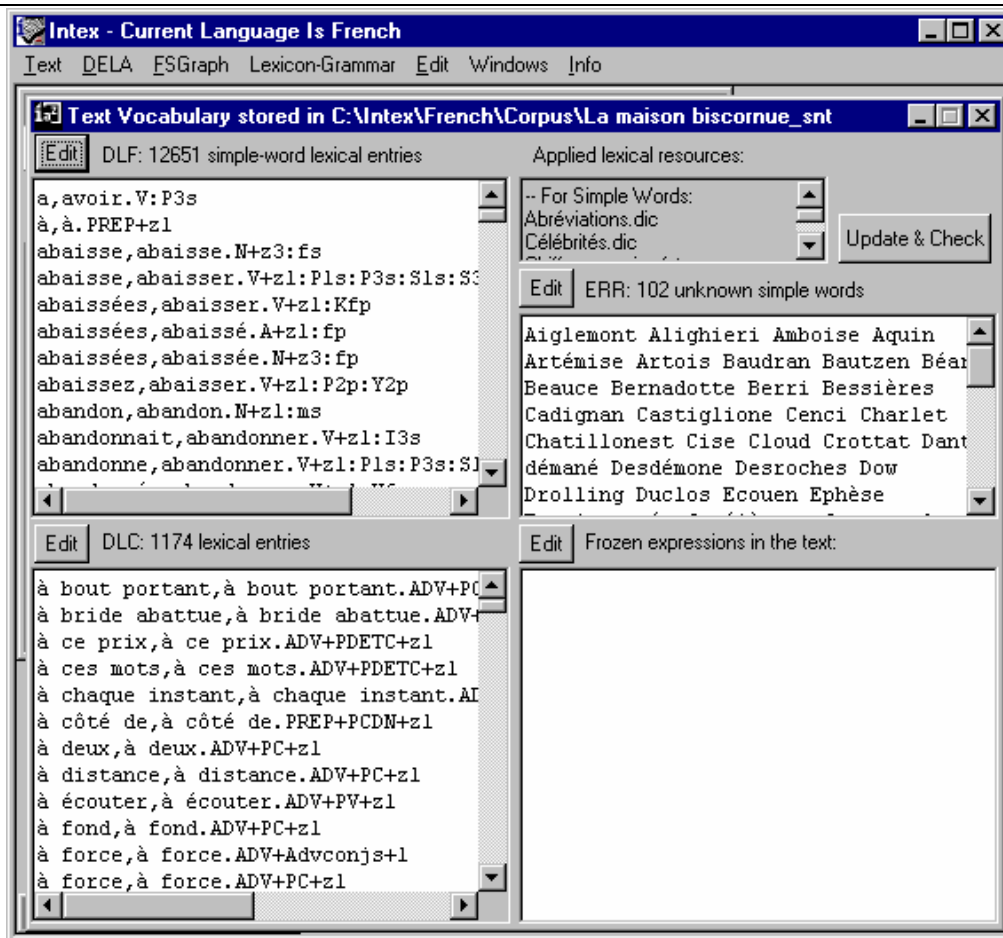 Intex - Current Language Is French
Text DELA FSGraph Lexicon-Grammar Edit Windows Info
Text Vocabulary stored in C:\Intex\French\Corpus\La maison biscornue_snt
Edit DLF: 12651 simple-word lexical entries
a,avoir.V:P3s
à,à.PREP+z1
abaisse,abaisse.N+z3:fs
abaisse,abaisser.V+z1:P1s:P3s:S1s:S3
abaissées,abaisser.V+z1:Kfp
abaissées,abaissé.A+z1:fp
abaissées,abaissée.N+z3:fp
abaissez,abaisser.V+z1:P2p:Y2p
abandon,abandon.N+z1:ms
abandonnait,abandonner.V+z1:I3s
abandonne,abandonner.V+z1:P1s:P3s:S1
Applied lexical resources:
-- For Simple Words:
Abréviations.dic
Célébrités.dic
Update & Check
Edit ERR: 102 unknown simple words
Aiglemont Alighieri Amboise Aquin
Artémise Artois Baudran Bautzen Béar
Beauce Bernadotte Berri Bessières
Cadignan Castiglione Cenci Charlet
Chatillonest Cise Cloud Crottat Dant
démané Desdémone Desroches Dow
Drolling Duclos Ecouen Ephèse
Edit DLC: 1174 lexical entries
à bout portant,à bout portant.ADV+PC
à bride abattue,à bride abattue.ADV+
à ce prix,à ce prix.ADV+PDETC+z1
à ces mots,à ces mots.ADV+PDETC+z1
à chaque instant,à chaque instant.AD
à côté de,à côté de.PREP+PCDN+z1
à deux,à deux.ADV+PC+z1
à distance,à distance.ADV+PC+z1
à écouter,à écouter.ADV+PV+z1
à fond,à fond.ADV+PC+z1
à force,à force.ADV+Advconjs+1
à force,à force.ADV+PC+z1
Edit Frozen expressions in the text: